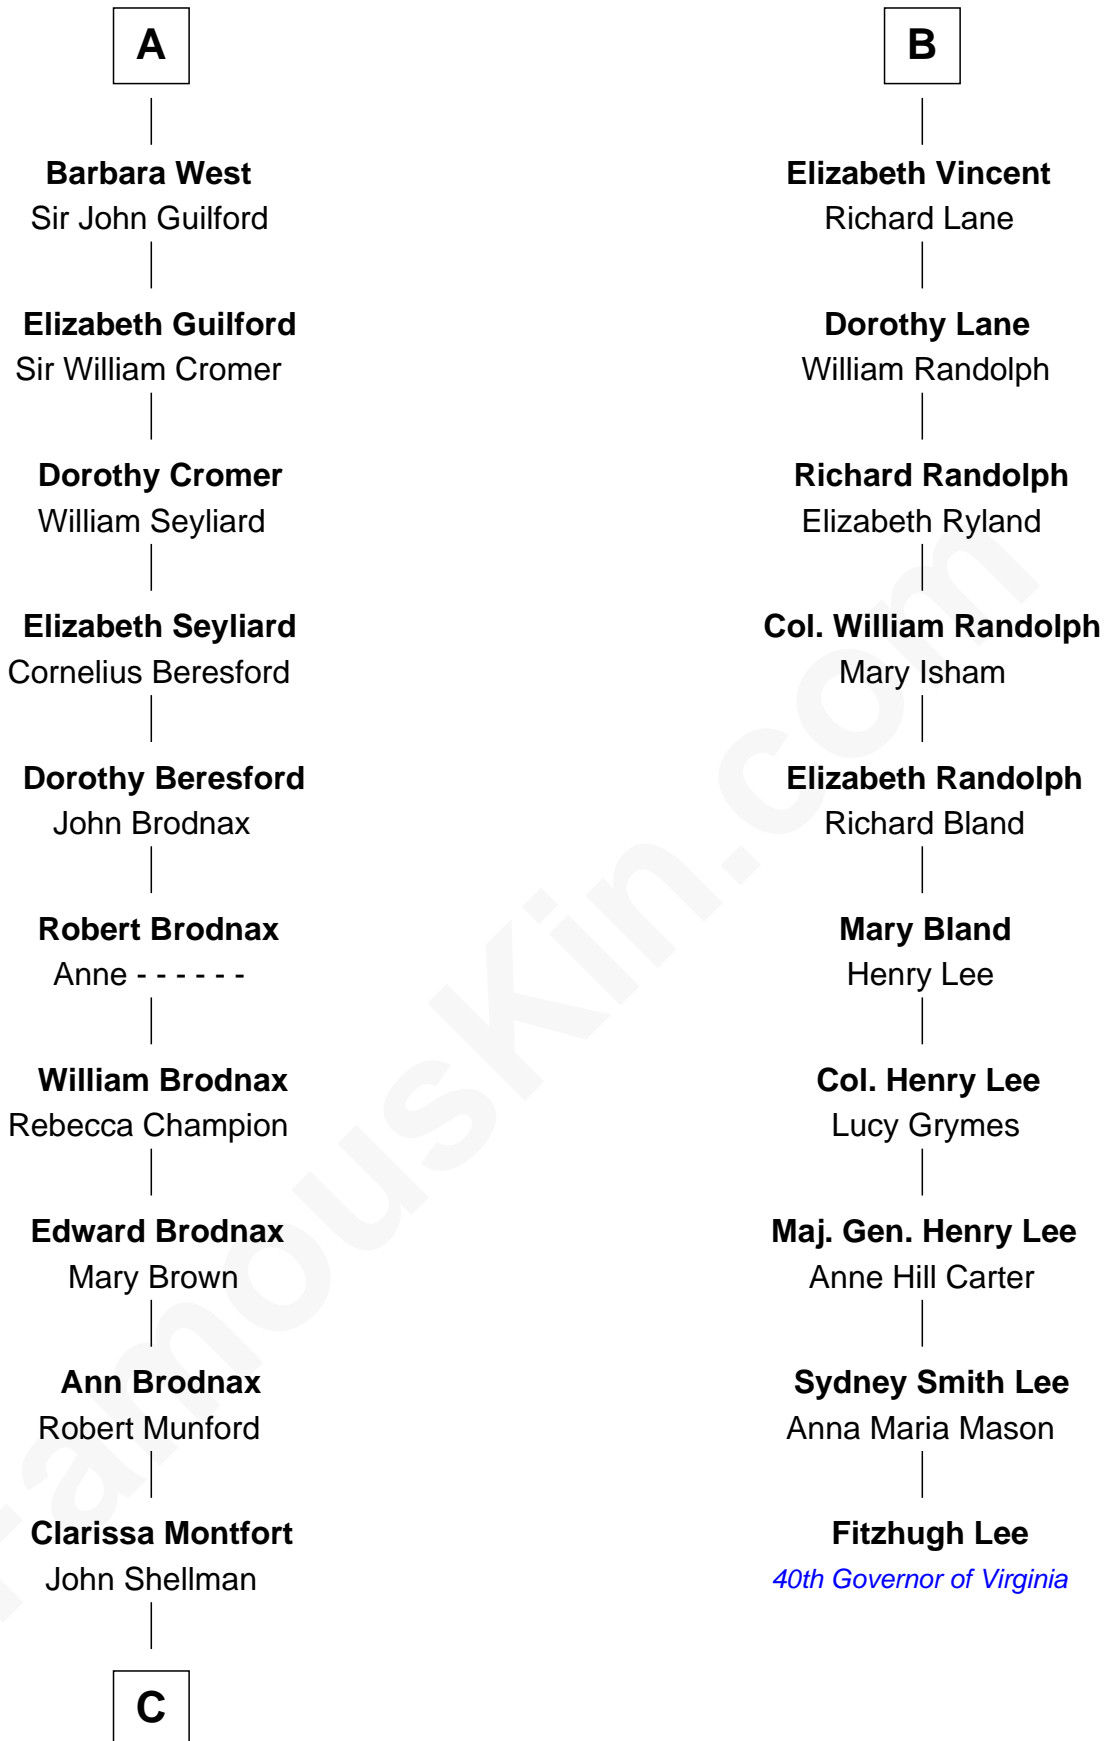 A
Barbara West
Sir John Guilford
Elizabeth Guilford
Sir William Cromer
Dorothy Cromer
William Seyliard
Elizabeth Seyliard
Cornelius Beresford
Dorothy Beresford
John Brodnax
Robert Brodnax
Anne - - - - - -
William Brodnax
Rebecca Champion
Edward Brodnax
Mary Brown
Ann Brodnax
Robert Munford
Clarissa Montfort
John Shellman
C
B
Elizabeth Vincent
Richard Lane
Dorothy Lane
William Randolph
Richard Randolph
Elizabeth Ryland
Col. William Randolph
Mary Isham
Elizabeth Randolph
Richard Bland
Mary Bland
Henry Lee
Col. Henry Lee
Lucy Grymes
Maj. Gen. Henry Lee
Anne Hill Carter
Sydney Smith Lee
Anna Maria Mason
Fitzhugh Lee
40th Governor of Virginia
FamousKin.com